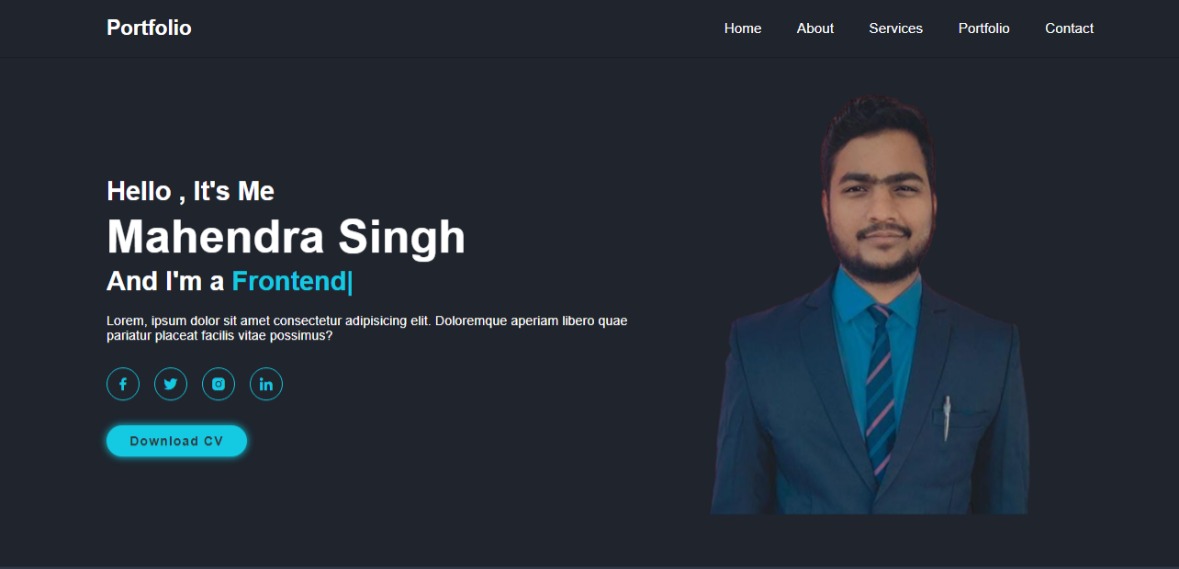 Portfolio
Home About Services Portfolio Contact
Hello , It's Me
Mahendra Singh
And I'm a Frontend|
Lorem, ipsum dolor sit amet consectetur adipisicing elit. Doloremque aperiam libero quae
pariatur placeat facilis vitae possimus?
Download CV